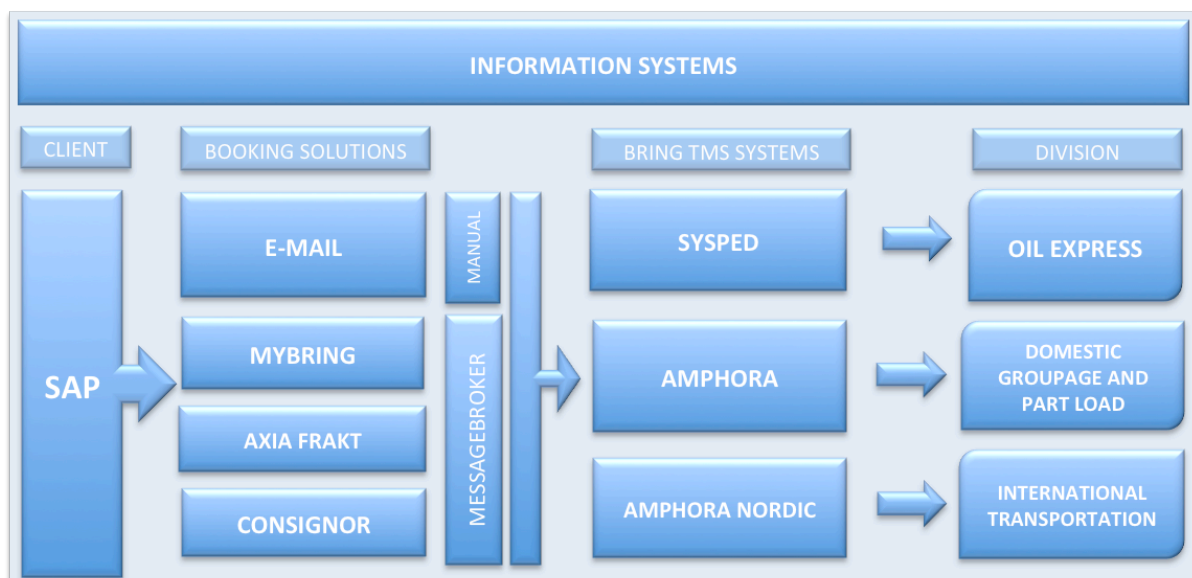 INFORMATION SYSTEMS
CLIENT
BOOKING SOLUTIONS
BRING TMS SYSTEMS
DIVISION
SAP
E-MAIL
MYBRING
AXIA FRAKT
CONSIGNOR
MANUAL
MESSAGEBROKER
SYSPED
AMPHORA
AMPHORA NORDIC
OIL EXPRESS
DOMESTIC
GROUPAGE AND
PART LOAD
INTERNATIONAL
TRANSPORTATION